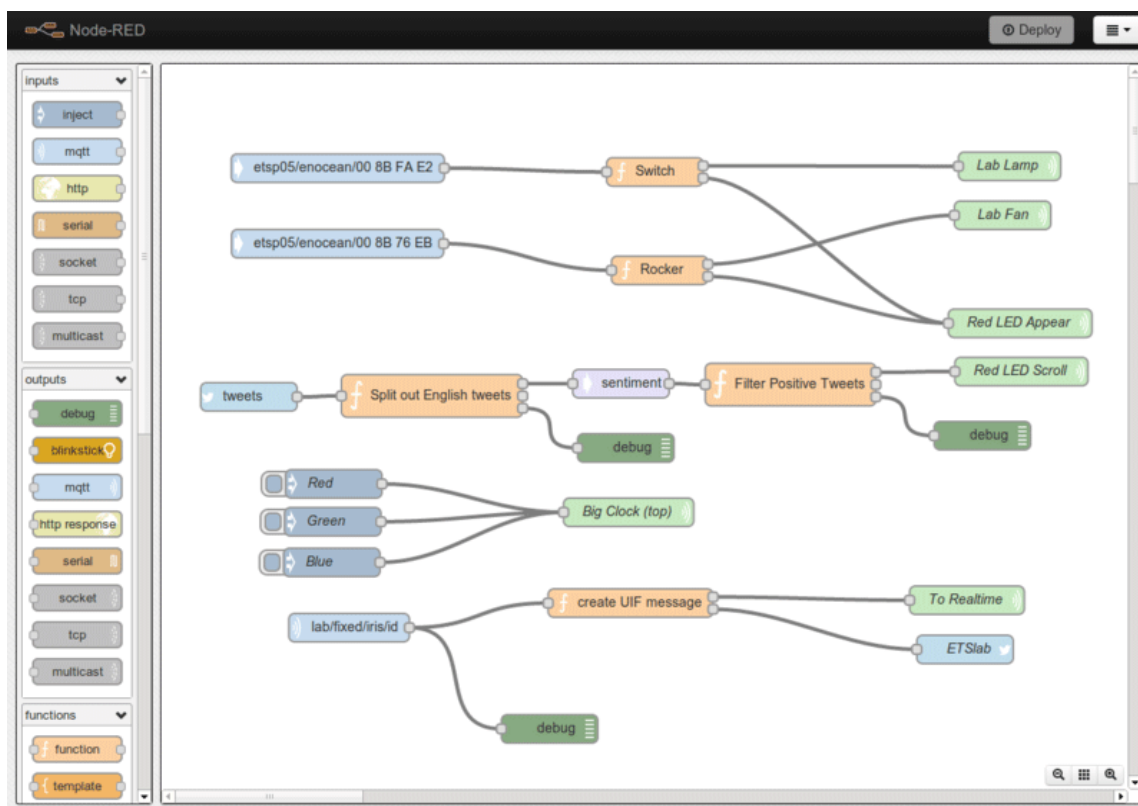 Node-RED
Deploy
inputs
inject
mqtt
http
serial
socket
tcp
multicast
outputs
debug
blinkstick
mqtt
http response
serial
socket
tcp
multicast
functions
function
template
etsp05/enocean/00 8B FA E2
Switch
Lab Lamp
Lab Fan
etsp05/enocean/00 8B 76 EB
Rocker
Red LED Appear
tweets
Split out English tweets
sentiment
Filter Positive Tweets
Red LED Scroll
debug
debug
Red
Green
Blue
Big Clock (top)
lab/fixed/iris/id
create UIF message
To Realtime
ETSlab
debug